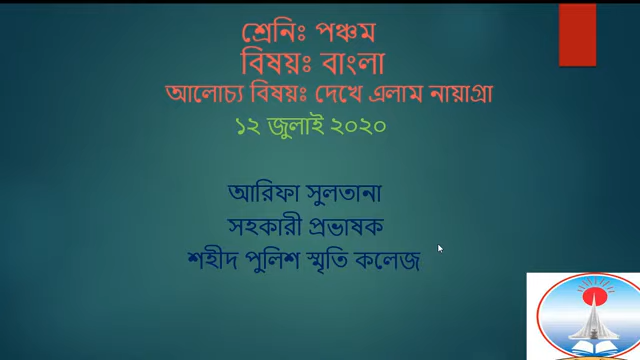 শ্রেনিঃ পঞ্চম
বিষয়ঃ বাংলা
আলোচ্য বিষয়ঃ দেখে এলাম নায়াগ্রা
১২ জুলাই ২০২০
আরিফা সুলতানা
সহকারী প্রভাষক
শহীদ পুলিশ স্মৃতি কলেজ